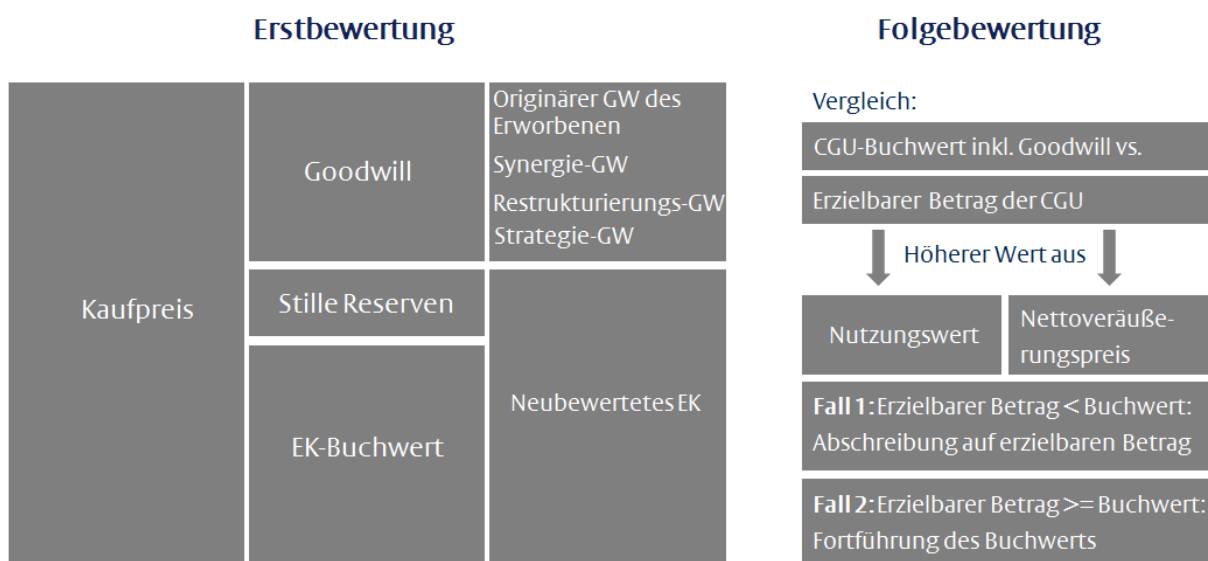 Erstbewertung
Kaufpreis
Goodwill
Stille Reserven
EK-Buchwert
Originärer GW des
Erworbenen
Synergie-GW
Restrukturierungs-GW
Strategie-GW
Neubewertetes EK
Folgebewertung
Vergleich:
CGU-Buchwert inkl. Goodwill vs.
Erzielbarer Betrag der CGU
Höherer Wert aus
Nutzungswert
Nettoveräuße-
rungspreis
Fall 1: Erzielbarer Betrag < Buchwert:
Abschreibung auf erzielbaren Betrag
Fall 2: Erzielbarer Betrag >= Buchwert:
Fortführung des Buchwerts